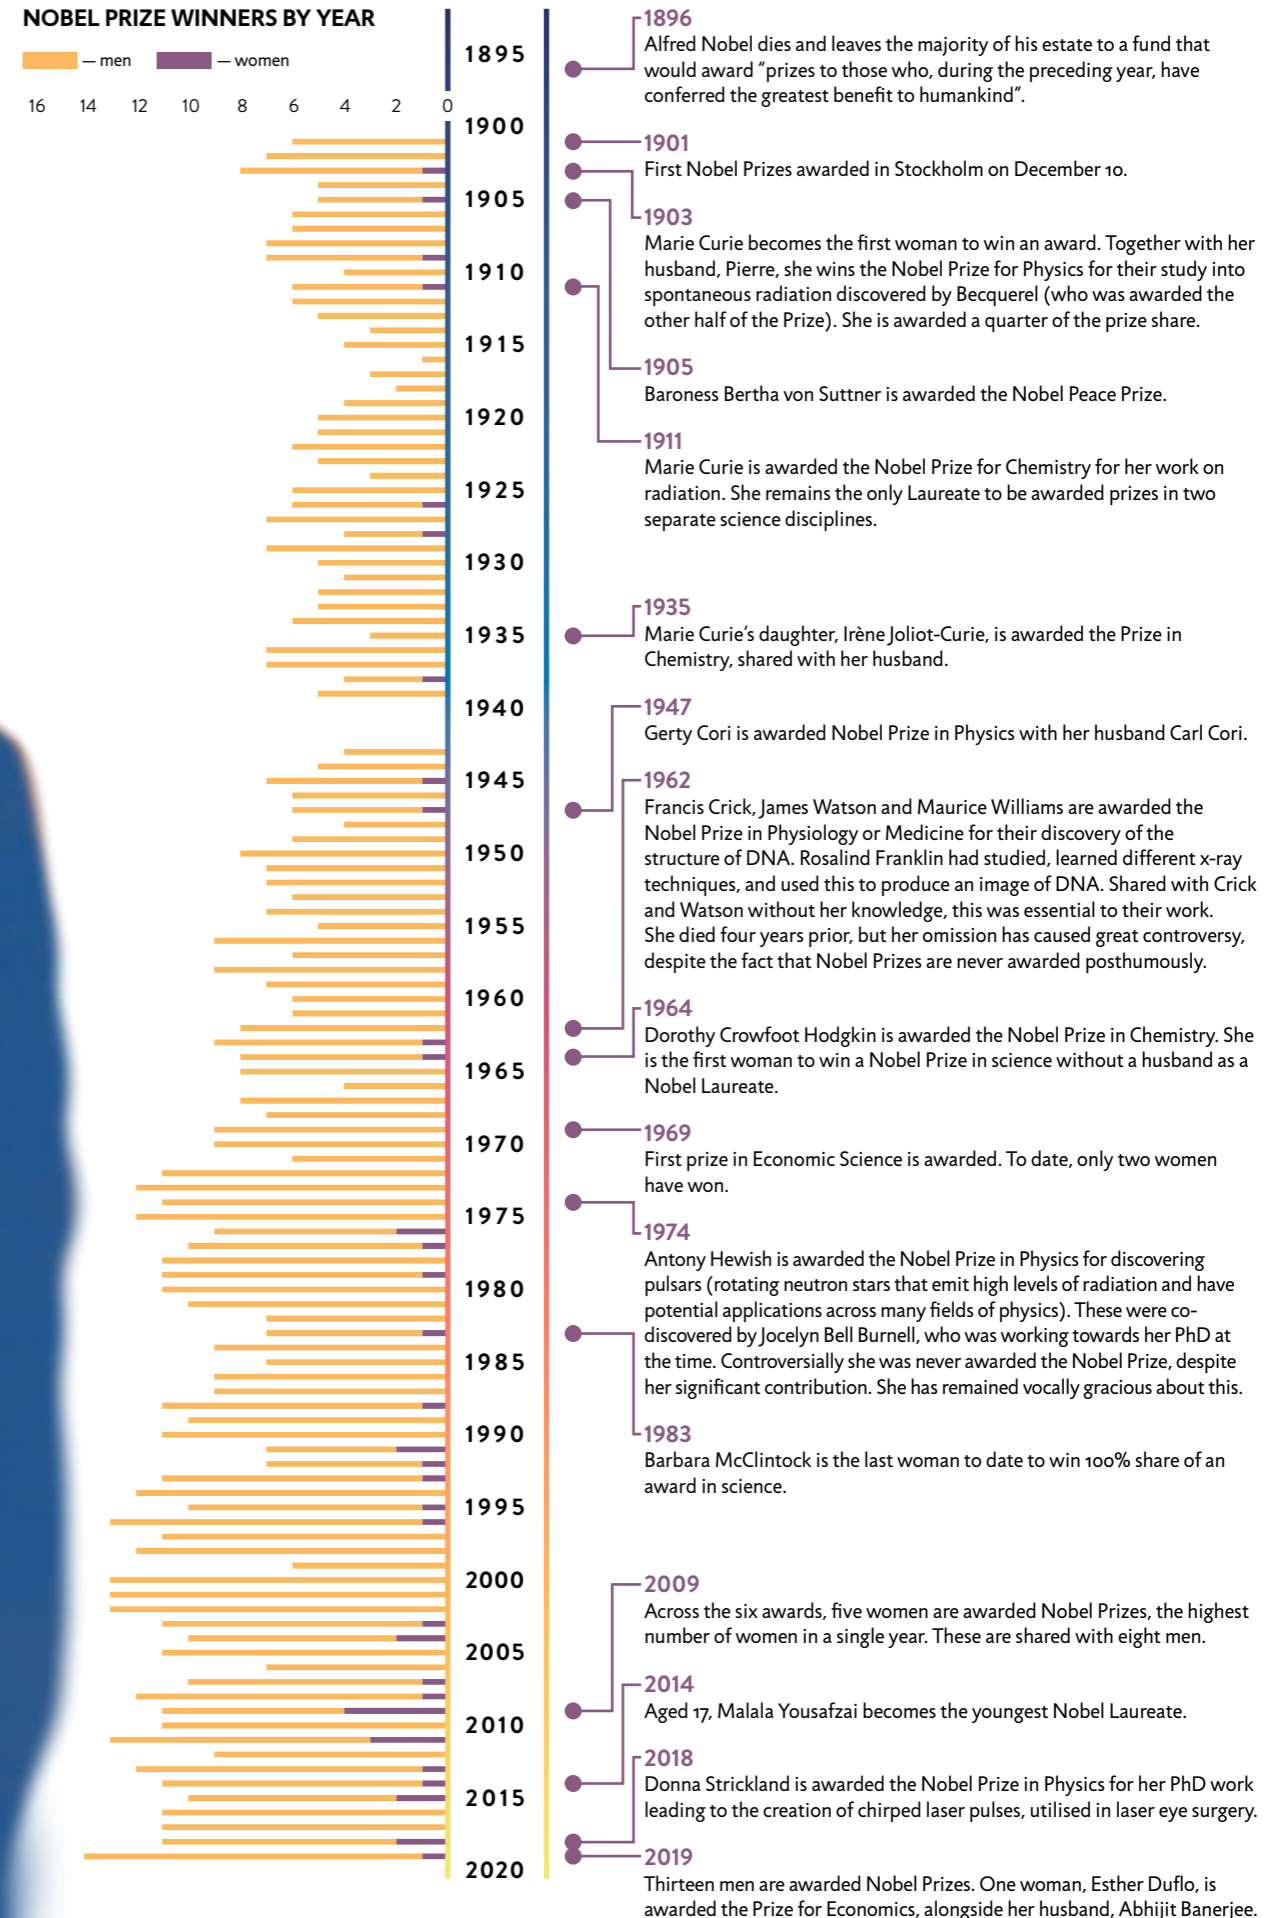 NOBEL PRIZE WINNERS BY YEAR
— men — women
16 14 12 10 8 6 4 2 0
1895
1900
1905
1910
1915
1920
1925
1930
1935
1940
1945
1950
1955
1960
1965
1970
1975
1980
1985
1990
1995
2000
2005
2010
2015
2020
1896
Alfred Nobel dies and leaves the majority of his estate to a fund that
would award “prizes to those who, during the preceding year, have
conferred the greatest benefit to humankind”.
1901
First Nobel Prizes awarded in Stockholm on December 10.
1903
Marie Curie becomes the first woman to win an award. Together with her
husband, Pierre, she wins the Nobel Prize for Physics for their study into
spontaneous radiation discovered by Becquerel (who was awarded the
other half of the Prize). She is awarded a quarter of the prize share.
1905
Baroness Bertha von Suttner is awarded the Nobel Peace Prize.
1911
Marie Curie is awarded the Nobel Prize for Chemistry for her work on
radiation. She remains the only Laureate to be awarded prizes in two
separate science disciplines.
1935
Marie Curie’s daughter, Irène Joliot-Curie, is awarded the Prize in
Chemistry, shared with her husband.
1947
Gerty Cori is awarded Nobel Prize in Physics with her husband Carl Cori.
1962
Francis Crick, James Watson and Maurice Williams are awarded the
Nobel Prize in Physiology or Medicine for their discovery of the
structure of DNA. Rosalind Franklin had studied, learned different x-ray
techniques, and used this to produce an image of DNA. Shared with Crick
and Watson without her knowledge, this was essential to their work.
She died four years prior, but her omission has caused great controversy,
despite the fact that Nobel Prizes are never awarded posthumously.
1964
Dorothy Crowfoot Hodgkin is awarded the Nobel Prize in Chemistry. She
is the first woman to win a Nobel Prize in science without a husband as a
Nobel Laureate.
1969
First prize in Economic Science is awarded. To date, only two women
have won.
1974
Antony Hewish is awarded the Nobel Prize in Physics for discovering
pulsars (rotating neutron stars that emit high levels of radiation and have
potential applications across many fields of physics). These were co-
discovered by Jocelyn Bell Burnell, who was working towards her PhD at
the time. Controversially she was never awarded the Nobel Prize, despite
her significant contribution. She has remained vocally gracious about this.
1983
Barbara McClintock is the last woman to date to win 100% share of an
award in science.
2009
Across the six awards, five women are awarded Nobel Prizes, the highest
number of women in a single year. These are shared with eight men.
2014
Aged 17, Malala Yousafzai becomes the youngest Nobel Laureate.
2018
Donna Strickland is awarded the Nobel Prize in Physics for her PhD work
leading to the creation of chirped laser pulses, utilised in laser eye surgery.
2019
Thirteen men are awarded Nobel Prizes. One woman, Esther Duflo, is
awarded the Prize for Economics, alongside her husband, Abhijit Banerjee.